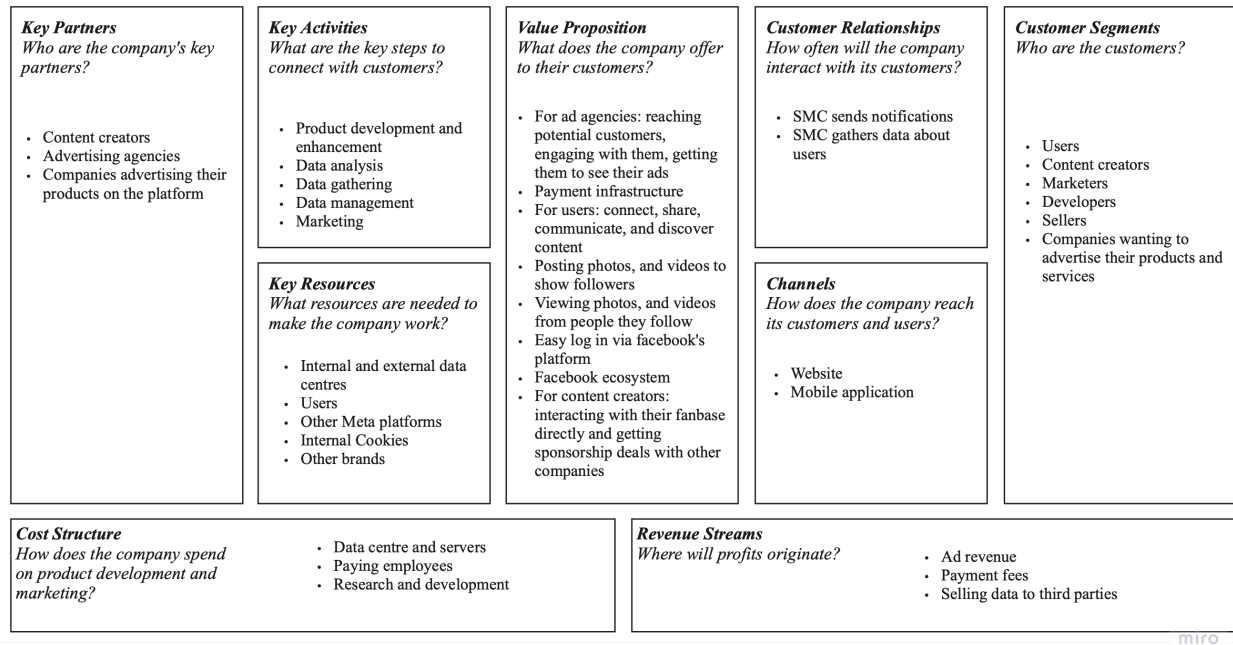 Key Partners
Who are the company's key
partners?
• Content creators
• Advertising agencies
• Companies advertising their
products on the platform
Key Activities
What are the key steps to
connect with customers?
• Product development and
enhancement
• Data analysis
• Data gathering
• Data management
• Marketing
Key Resources
What resources are needed to
make the company work?
• Internal and external data
centres
• Users
• Other Meta platforms
• Internal Cookies
• Other brands
Value Proposition
What does the company offer
to their customers?
• For ad agencies: reaching
potential customers,
engaging with them, getting
them to see their ads
• Payment infrastructure
• For users: connect, share,
communicate, and discover
content
• Posting photos, and videos to
show followers
• Viewing photos, and videos
from people they follow
• Easy log in via facebook's
platform
• Facebook ecosystem
• For content creators:
interacting with their fanbase
directly and getting
sponsorship deals with other
companies
Customer Relationships
How often will the company
interact with its customers?
• SMC sends notifications
• SMC gathers data about
users
Channels
How does the company reach
its customers and users?
• Website
• Mobile application
Customer Segments
Who are the customers?
• Users
• Content creators
• Marketers
• Developers
• Sellers
• Companies wanting to
advertise their products and
services
Cost Structure
How does the company spend
on product development and
marketing?
• Data centre and servers
• Paying employees
• Research and development
Revenue Streams
Where will profits originate?
• Ad revenue
• Payment fees
• Selling data to third parties
miro